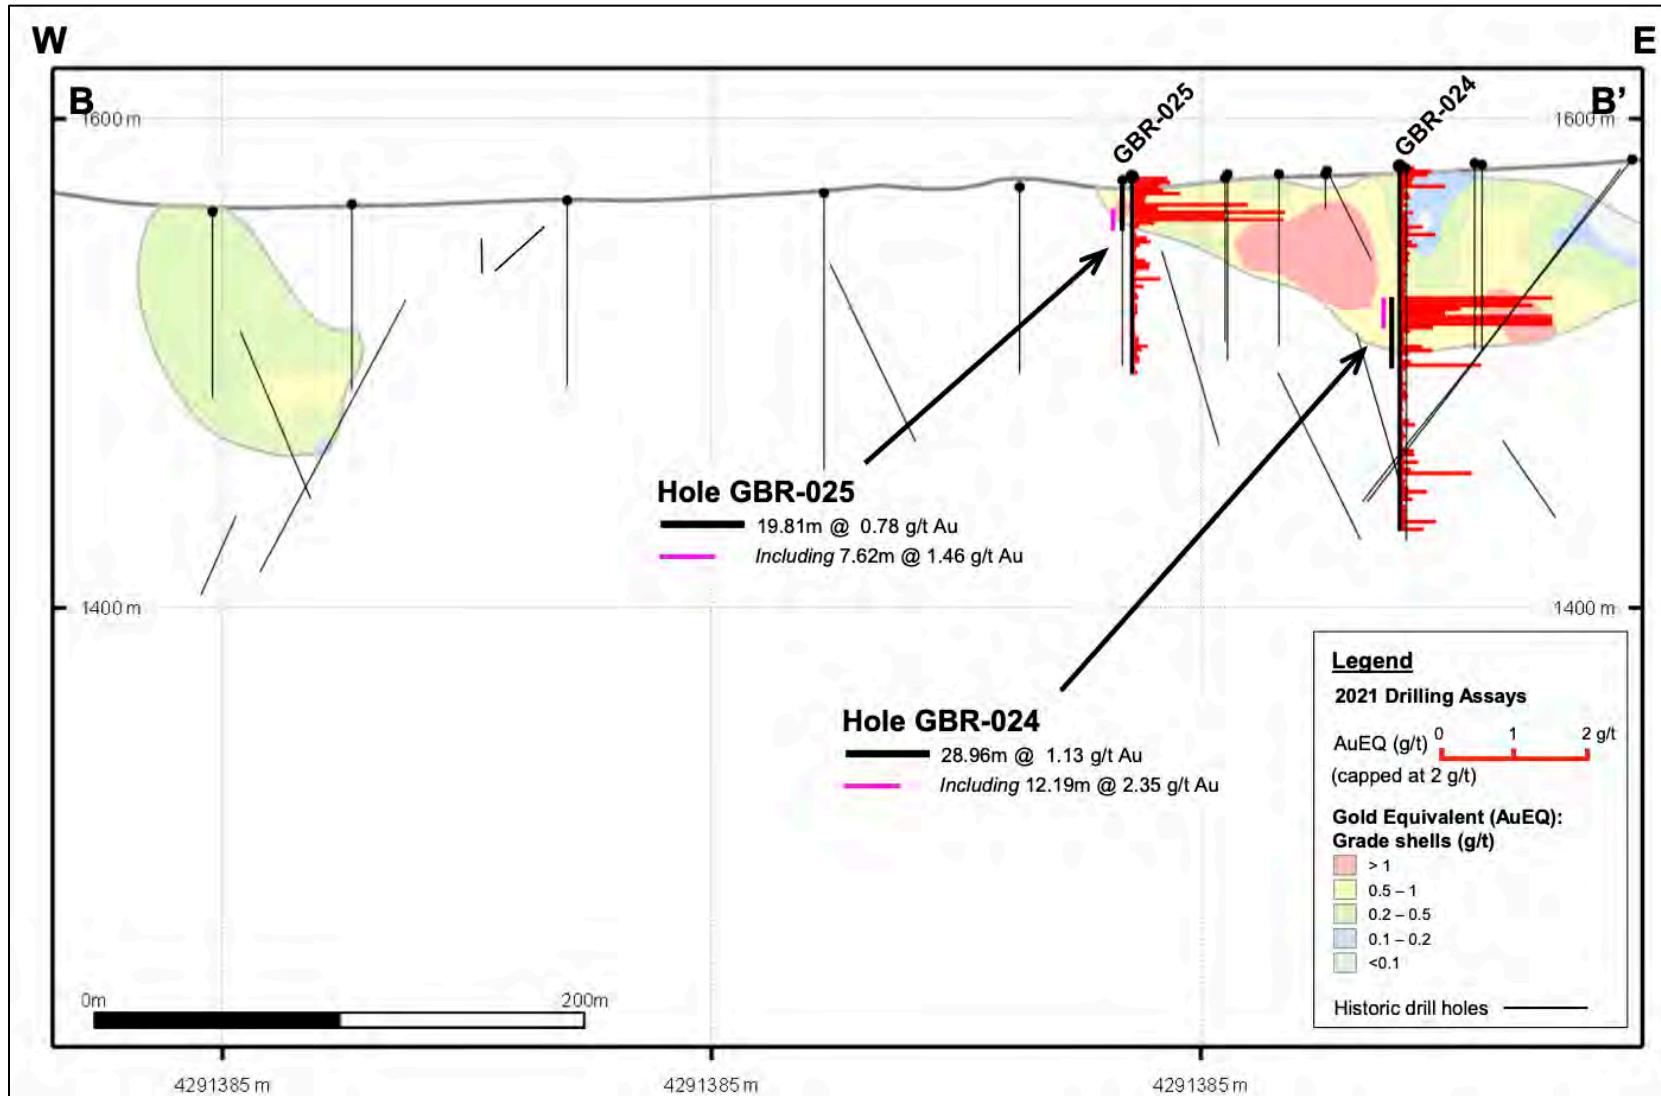 W
E
B
B’
1600 m
1600 m
GBR-025
GBR-024
Hole GBR-025
19.81m @ 0.78 g/t Au
Including 7.62m @ 1.46 g/t Au
1400 m
1400 m
Hole GBR-024
28.96m @ 1.13 g/t Au
Including 12.19m @ 2.35 g/t Au
Legend
2021 Drilling Assays
0 1 2 g/t
AuEQ (g/t)
(capped at 2 g/t)
Gold Equivalent (AuEQ):
Grade shells (g/t)
> 1
0.5 – 1
0.2 – 0.5
0.1 – 0.2
<0.1
Historic drill holes
0m 200m
4291385 m 4291385 m 4291385 m